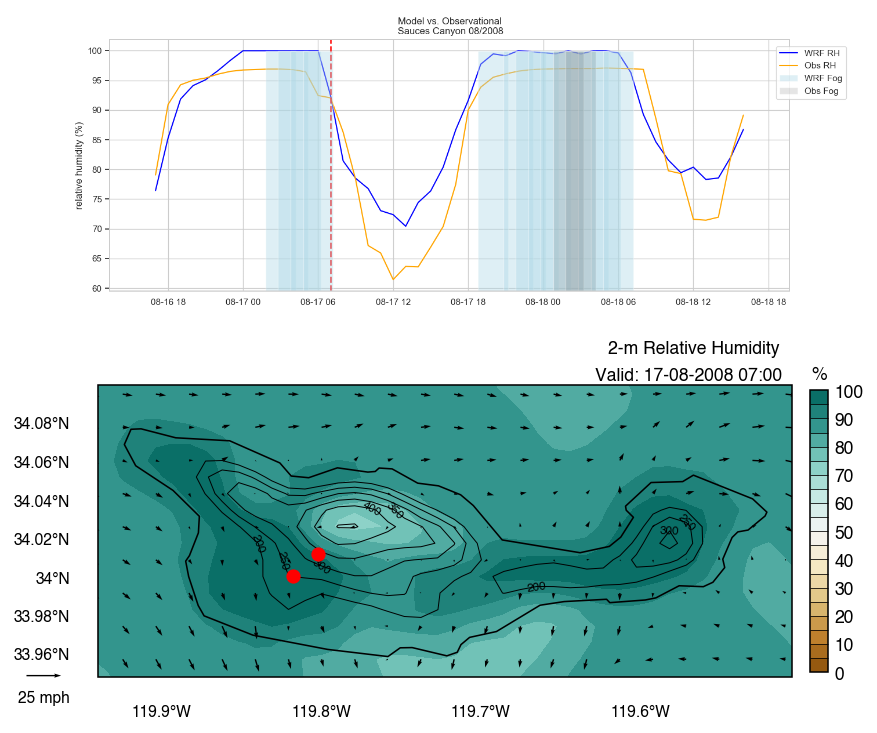 Model vs. Observational
Sauces Canyon 08/2008
relative humidity (%)
100
95
90
85
80
75
70
65
60
08-16 18
08-17 00
08-17 06
08-17 12
08-17 18
08-18 00
08-18 06
08-18 12
08-18 18
WRF RH
Obs RH
WRF Fog
Obs Fog
2-m Relative Humidity
Valid: 17-08-2008 07:00
%
34.08°N
34.06°N
34.04°N
34.02°N
34°N
33.98°N
33.96°N
25 mph
119.9°W
119.8°W
119.7°W
119.6°W
400
300
200
200
100
90
80
70
60
50
40
30
20
10
0